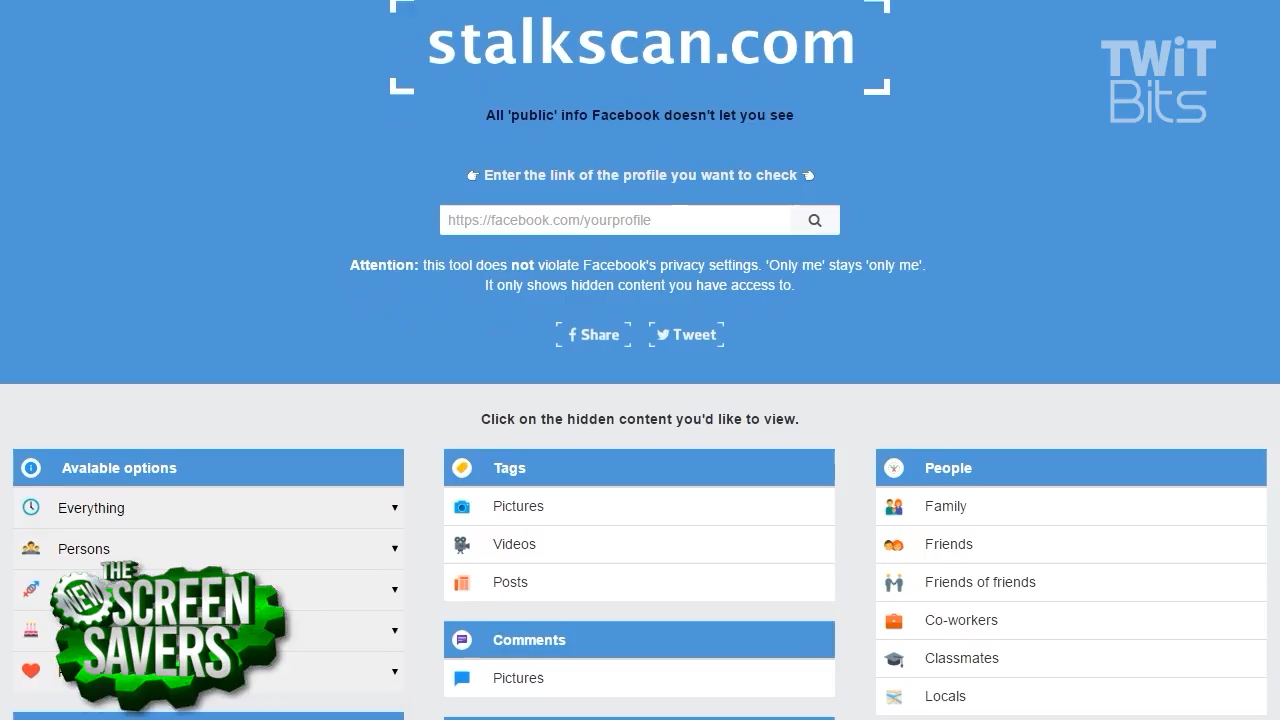 stalkscan.com
TWiT
Bits
All 'public' info Facebook doesn't let you see
Enter the link of the profile you want to check
https://facebook.com/yourprofile
Attention: this tool does not violate Facebook's privacy settings. 'Only me' stays 'only me'.
It only shows hidden content you have access to.
Share
Tweet
Click on the hidden content you'd like to view.
Avalable options
Everything
Persons
Tags
Pictures
Videos
Posts
Comments
Pictures
People
Family
Friends
Friends of friends
Co-workers
Classmates
Locals
THE
NEW
SCREEN
SAVERS